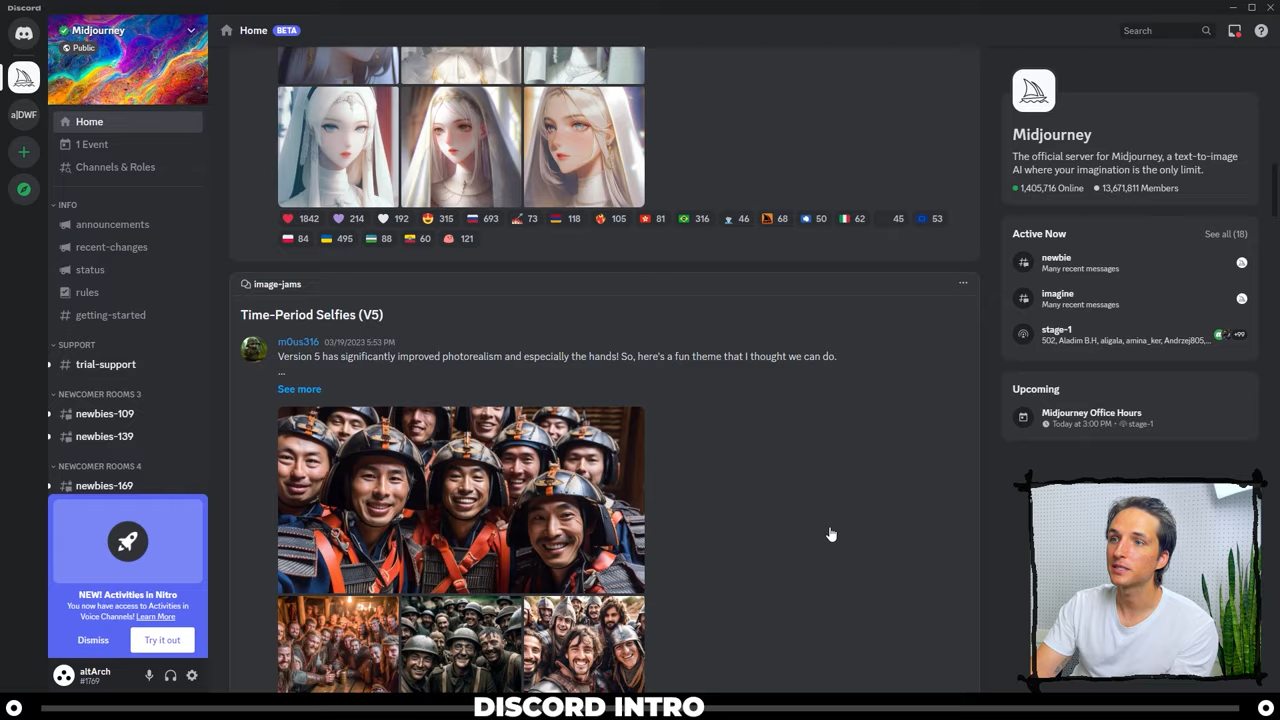 Discord
Midjourney
Public
Home
1 Event
Channels & Roles
INFO
announcements
recent-changes
status
rules
getting-started
SUPPORT
trial-support
NEWCOMER ROOMS 3
newbies-109
newbies-139
NEWCOMER ROOMS 4
newbies-169
NEW! Activities in Nitro
You now have access to Activities in
Voice Channels! Learn More
Dismiss
Try it out
altArch
#1769
a|DWF
Home BETA
Search
1842 214 192 315 693 73 118 105 81 316 46 68 50 62 45 53
84 495 88 60 121
image-jams
Time-Period Selfies (V5)
m0us316 03/19/2023 5:53 PM
Version 5 has significantly improved photorealism and especially the hands! So, here's a fun theme that I thought we can do.
...
See more
Midjourney
The official server for Midjourney, a text-to-image
AI where your imagination is the only limit.
1,405,716 Online 13,671,811 Members
Active Now See all (18)
newbie
Many recent messages
imagine
Many recent messages
stage-1
502, Aladim B.H, aligala, amina_ker, Andrzej805,... +99
Upcoming
Midjourney Office Hours
Today at 3:00 PM • stage-1
DISCORD INTRO